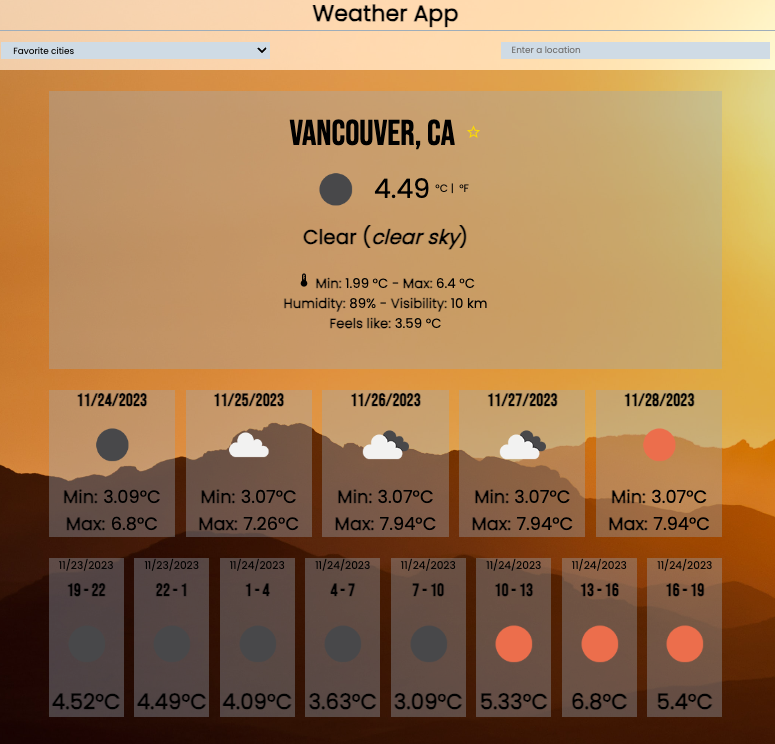 Weather App
Favorite cities
Enter a location
VANCOUVER, CA
4.49 °C | °F
Clear (clear sky)
Min: 1.99 °C - Max: 6.4 °C
Humidity: 89% - Visibility: 10 km
Feels like: 3.59 °C
11/24/2023 11/25/2023 11/26/2023 11/27/2023 11/28/2023
Min: 3.09°C Min: 3.07°C Min: 3.07°C Min: 3.07°C Min: 3.07°C
Max: 6.8°C Max: 7.26°C Max: 7.94°C Max: 7.94°C Max: 7.94°C
11/23/2023 11/23/2023 11/24/2023 11/24/2023 11/24/2023 11/24/2023 11/24/2023 11/24/2023
19 - 22 22 - 1 1 - 4 4 - 7 7 - 10 10 - 13 13 - 16 16 - 19
4.52°C 4.49°C 4.09°C 3.63°C 3.09°C 5.33°C 6.8°C 5.4°C